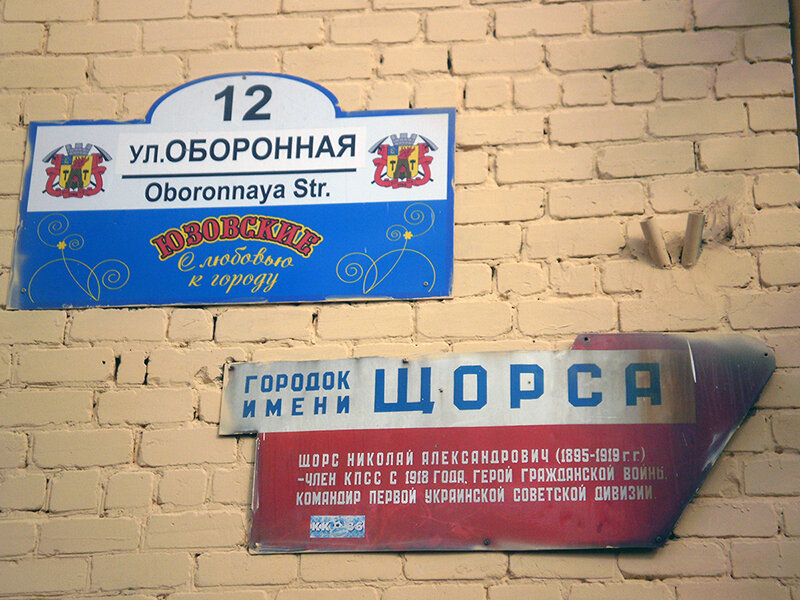 12
УЛ.ОБОРОННАЯ
Oboronnaya Str.
ЮЗОВСКИЕ
С любовью
к городу
ГОРОДОК
ИМЕНИ
ЩОРСА
ЩОРС НИКОЛАЙ АЛЕКСАНДРОВИЧ (1895-1919 г.г)
-ЧЛЕН КПСС С 1918 ГОДА, ГЕРОЙ ГРАЖДАНСКОЙ ВОЙНЫ,
КОМАНДИР ПЕРВОЙ УКРАИНСКОЙ СОВЕТСКОЙ ДИВИЗИИ.